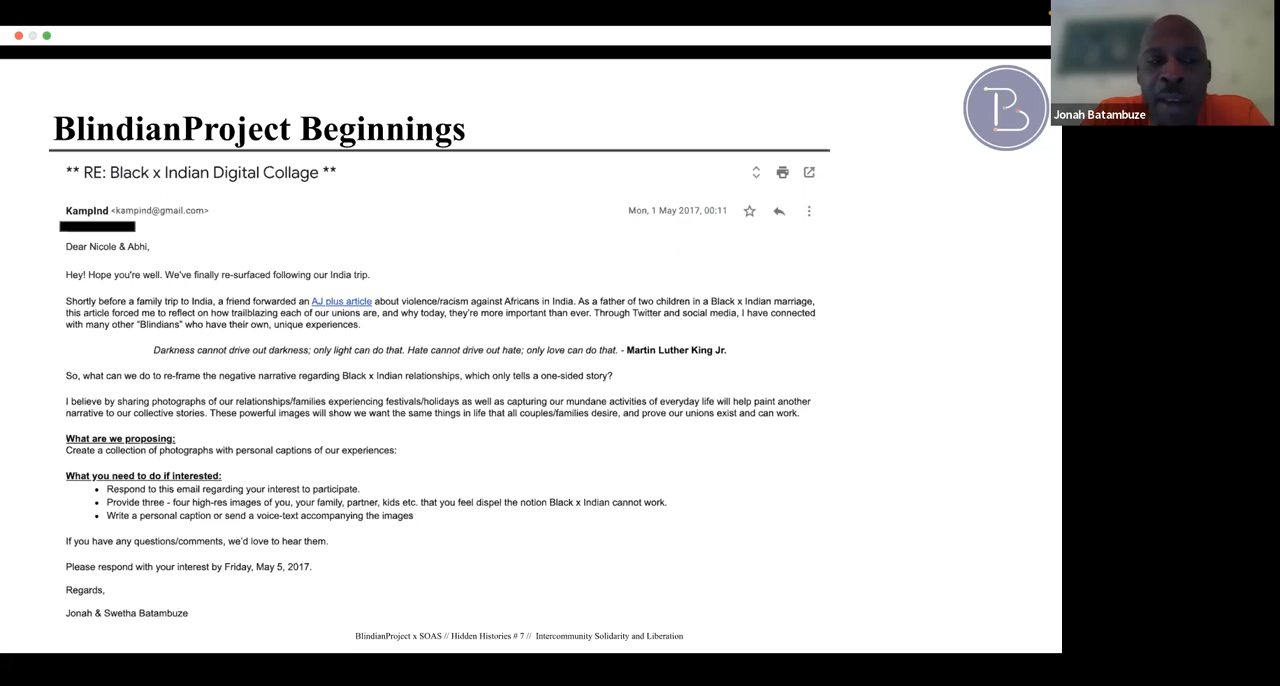 BlindianProject Beginnings
** RE: Black x Indian Digital Collage **
KampInd <kampind@gmail.com>
Mon, 1 May 2017, 00:11
Dear Nicole & Abhi,
Hey! Hope you're well. We've finally re-surfaced following our India trip.
Shortly before a family trip to India, a friend forwarded an AJ plus article about violence/racism against Africans in India. As a father of two children in a Black x Indian marriage,
this article forced me to reflect on how trailblazing each of our unions are, and why today, they're more important than ever. Through Twitter and social media, I have connected
with many other "Blindians" who have their own, unique experiences.
Darkness cannot drive out darkness; only light can do that. Hate cannot drive out hate; only love can do that. - Martin Luther King Jr.
So, what can we do to re-frame the negative narrative regarding Black x Indian relationships, which only tells a one-sided story?
I believe by sharing photographs of our relationships/families experiencing festivals/holidays as well as capturing our mundane activities of everyday life will help paint another
narrative to our collective stories. These powerful images will show we want the same things in life that all couples/families desire, and prove our unions exist and can work.
What are we proposing:
Create a collection of photographs with personal captions of our experiences:
What you need to do if interested:
• Respond to this email regarding your interest to participate.
• Provide three - four high-res images of you, your family, partner, kids etc. that you feel dispel the notion Black x Indian cannot work.
• Write a personal caption or send a voice-text accompanying the images
If you have any questions/comments, we'd love to hear them.
Please respond with your interest by Friday, May 5, 2017.
Regards,
Jonah & Swetha Batambuze
BlindianProject x SOAS // Hidden Histories # 7 // Intercommunity Solidarity and Liberation
B
Jonah Batambuze